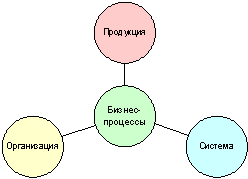 Продукция
Бизнес-
процессы
Организация
Система